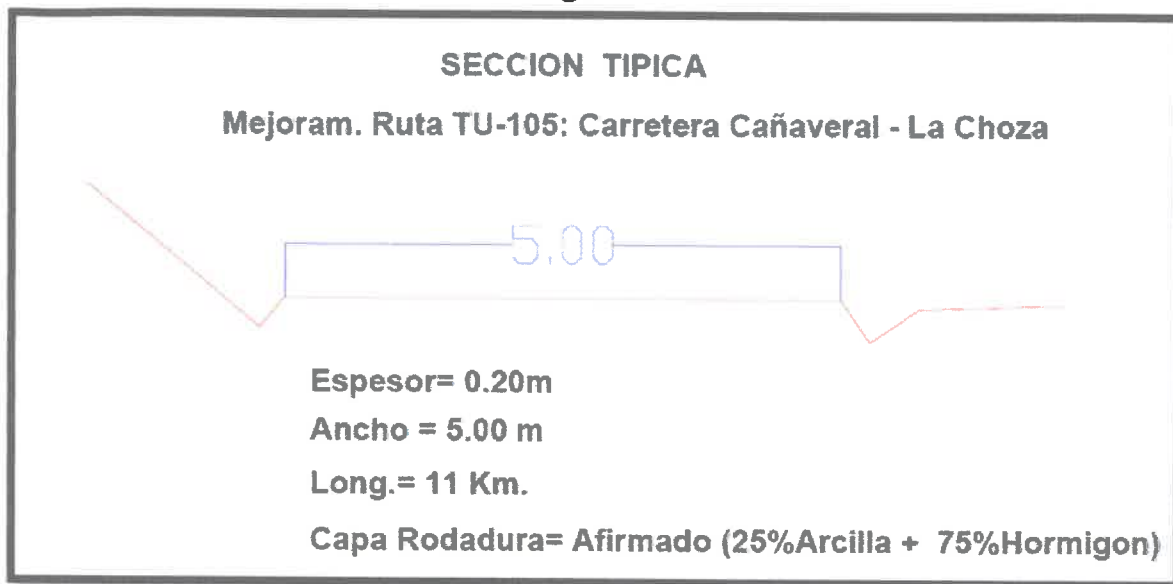 SECCION TIPICA
Mejoram. Ruta TU-105: Carretera Cañaveral - La Choza
5.00
Espesor= 0.20m
Ancho = 5.00 m
Long.= 11 Km.
Capa Rodadura= Afirmado (25%Arcilla + 75%Hormigon)